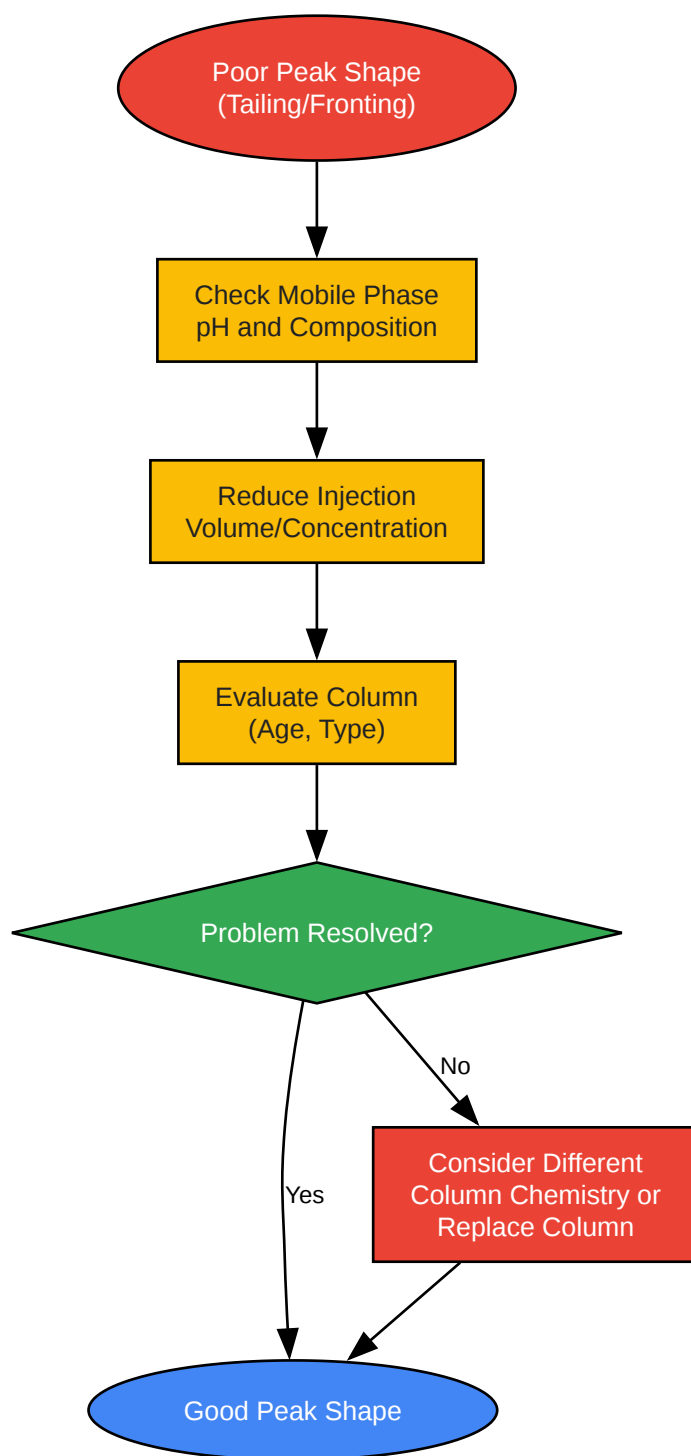 Poor Peak Shape
(Tailing/Fronting)
Check Mobile Phase
pH and Composition
Reduce Injection
Volume/Concentration
Evaluate Column
(Age, Type)
Problem Resolved?
No
Consider Different
Column Chemistry or
Replace Column
Yes
Good Peak Shape